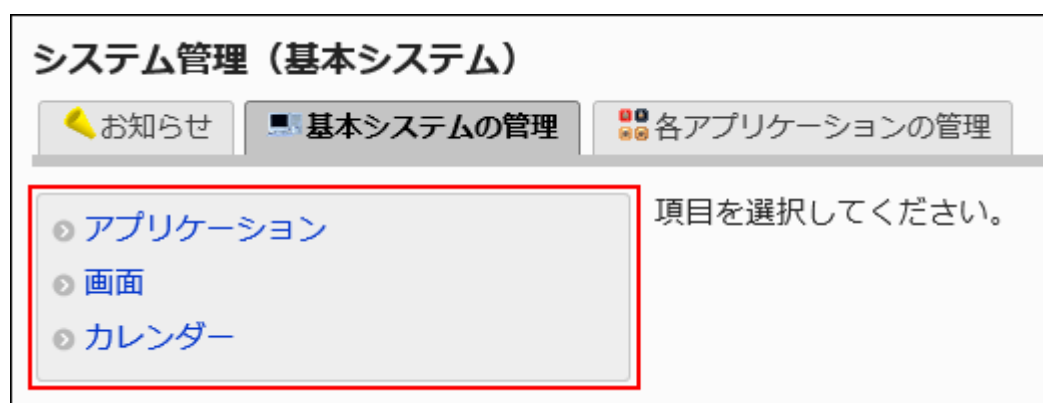 システム管理（基本システム）
お知らせ 基本システムの管理 各アプリケーションの管理
アプリケーション
画面
カレンダー
項目を選択してください。